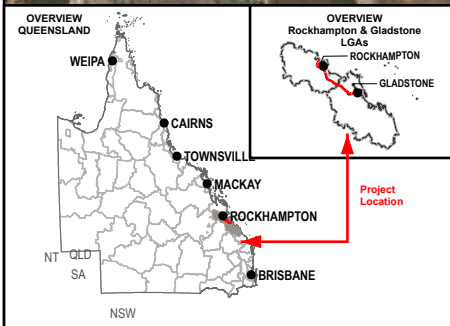 OVERVIEW
QUEENSLAND
WEIPA
CAIRNS
TOWNSVILLE
MACKAY
ROCKHAMPTON
BRISBANE
NT
QLD
SA
NSW
OVERVIEW
Rockhampton & Gladstone
LGAs
ROCKHAMPTON
GLADSTONE
Project
Location